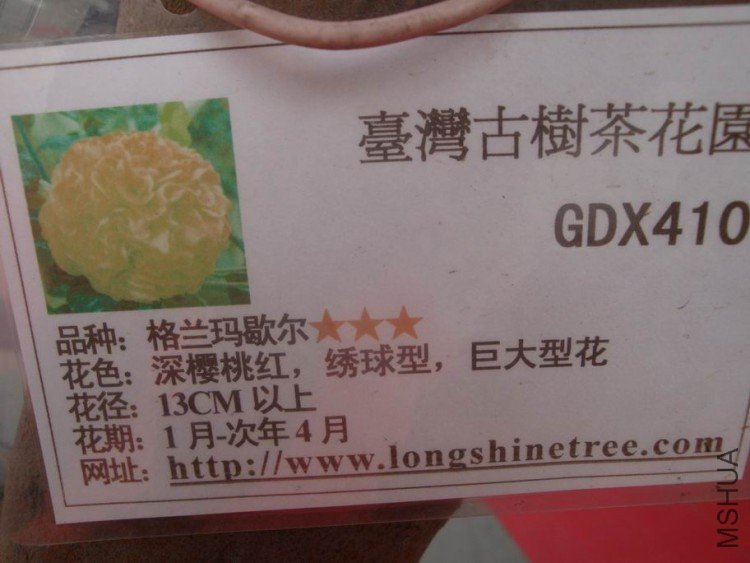 臺灣古樹茶花園
GDX410
品种：格兰玛歇尔★★★
花色：深樱桃红，绣球型，巨大型花
花径：13CM 以上
花期：1 月-次年 4 月
网址：http://www.longshinetree.com
MSHUA